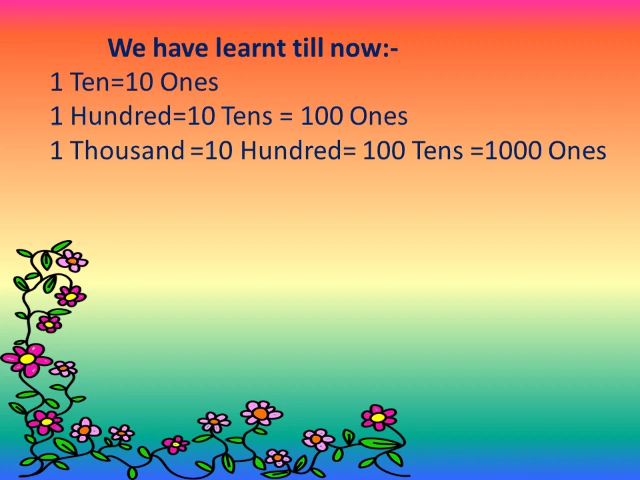 We have learnt till now:-
1 Ten=10 Ones
1 Hundred=10 Tens = 100 Ones
1 Thousand =10 Hundred= 100 Tens =1000 Ones